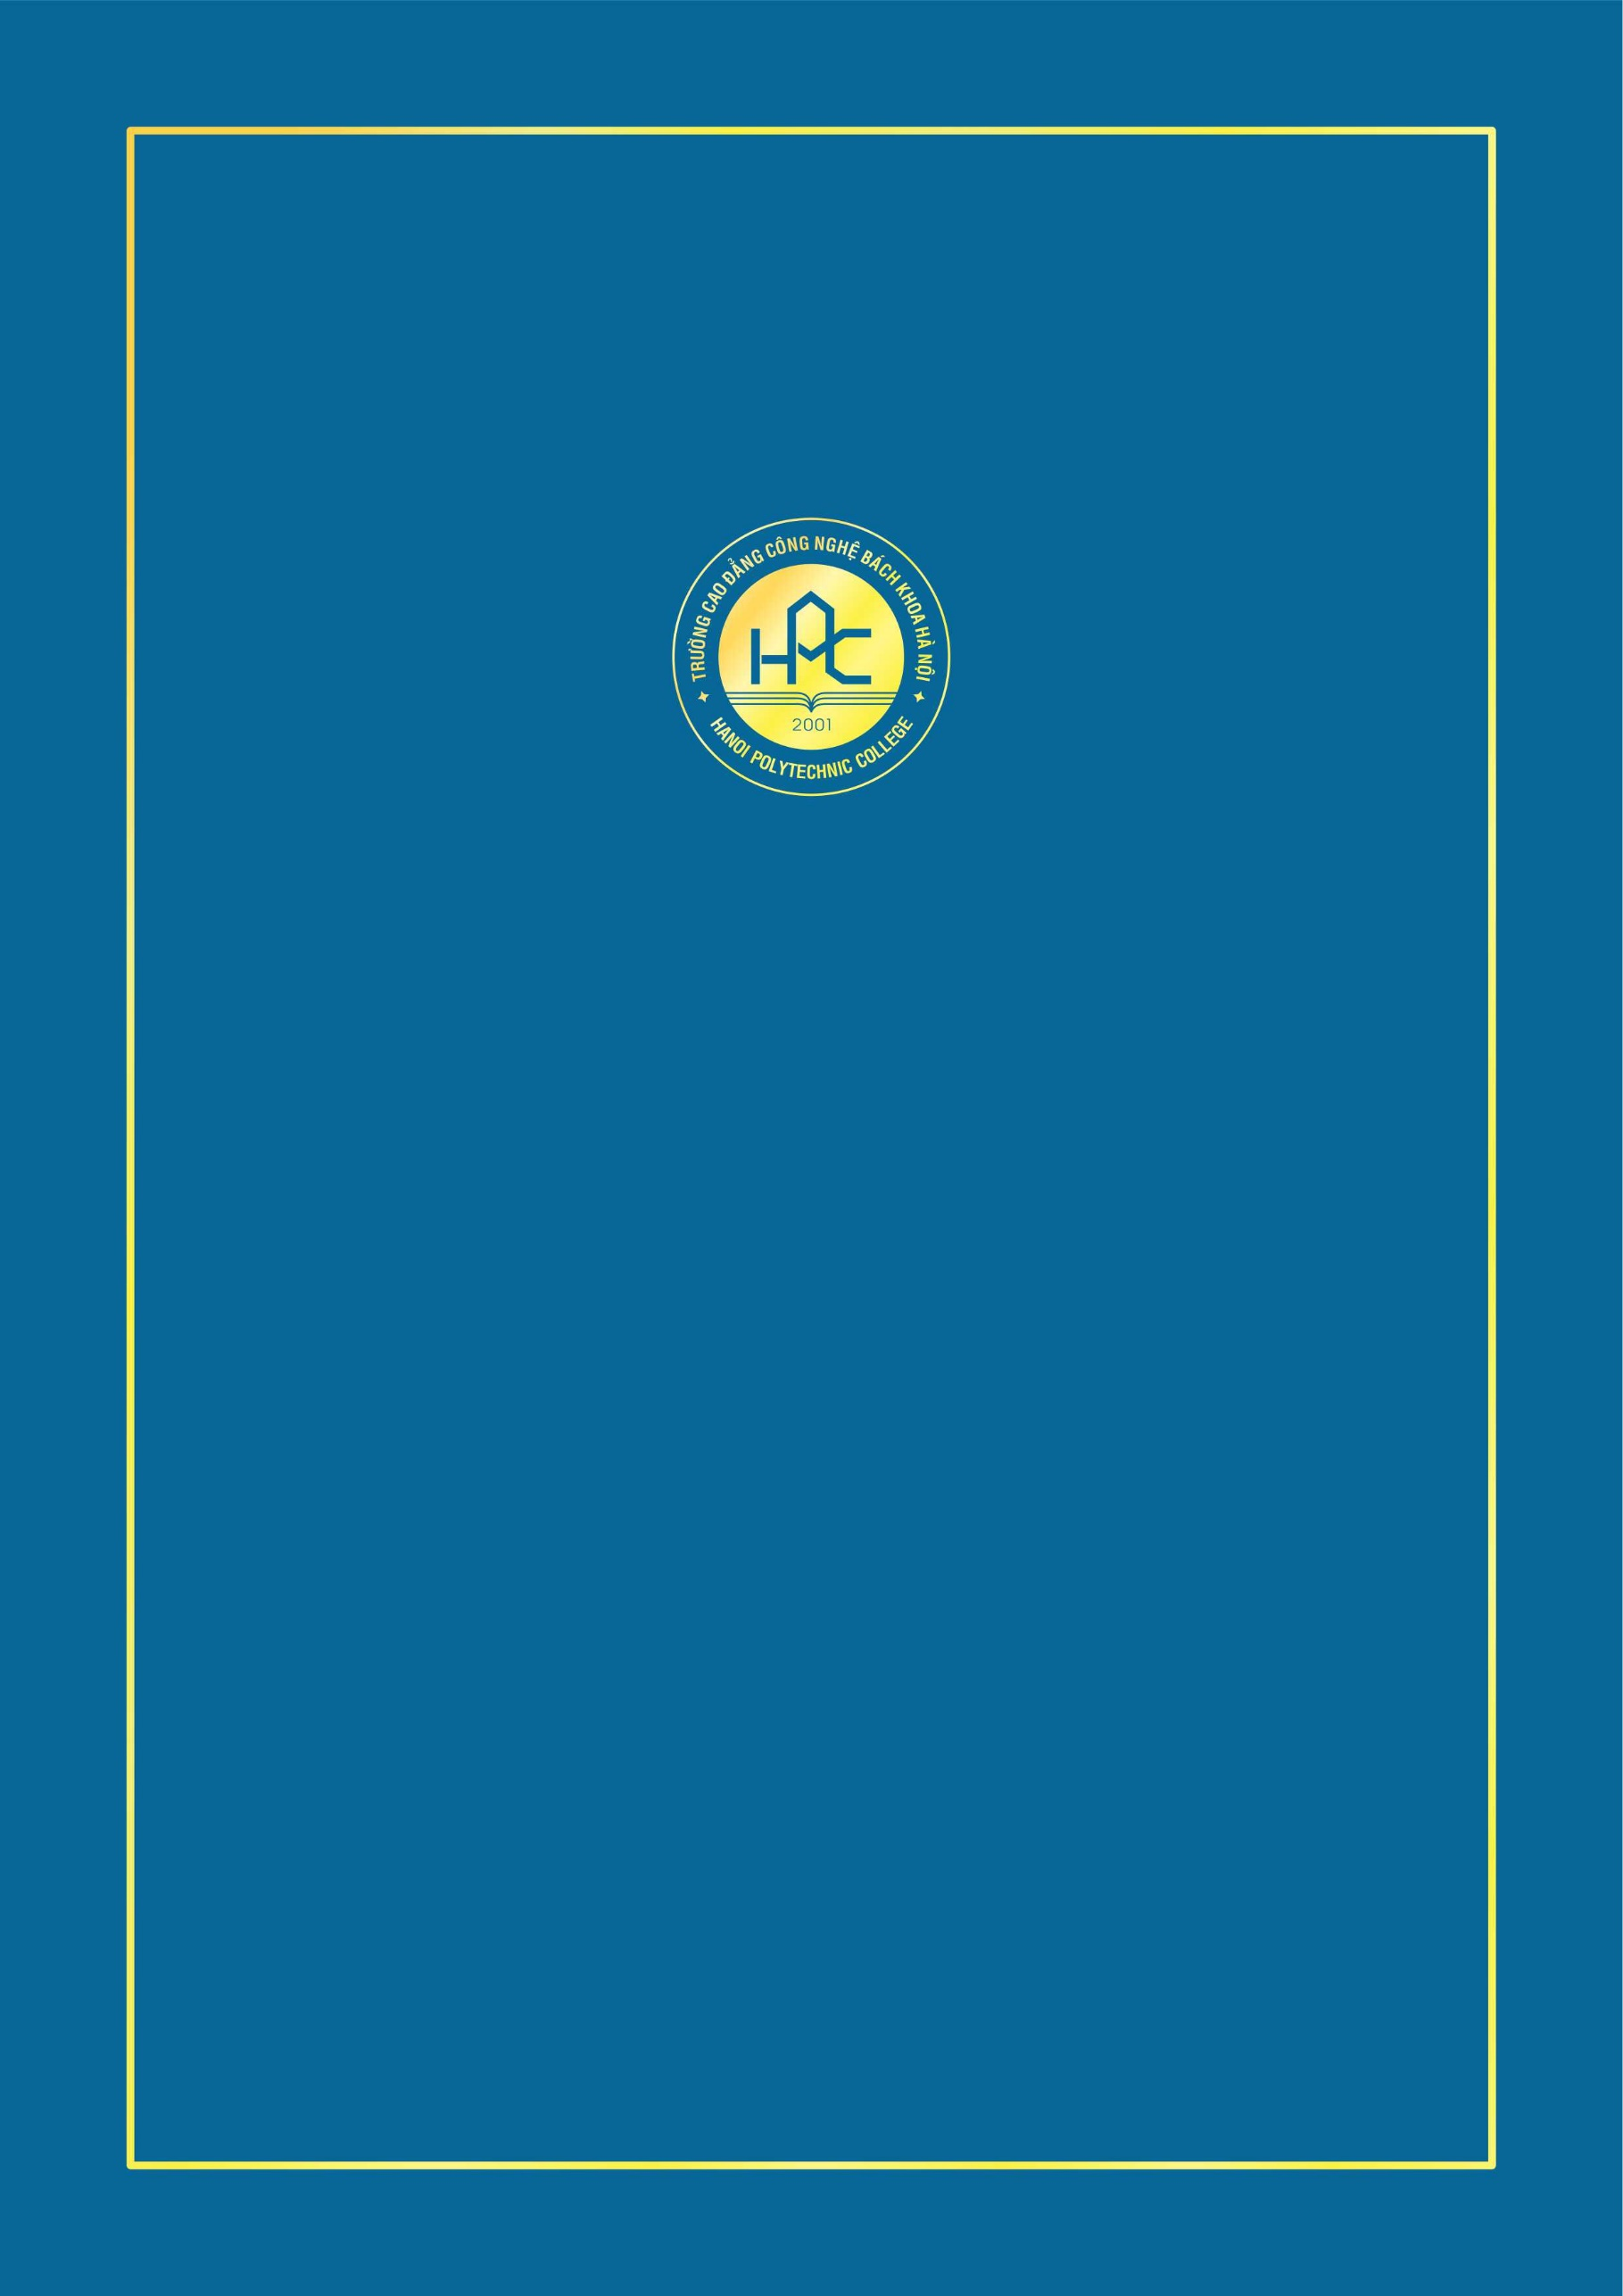 TRƯỜNG CAO ĐẲNG CÔNG NGHỆ BÁCH KHOA HÀ NỘI
HPC
2001
HANOI POLYTECHNIC COLLEGE